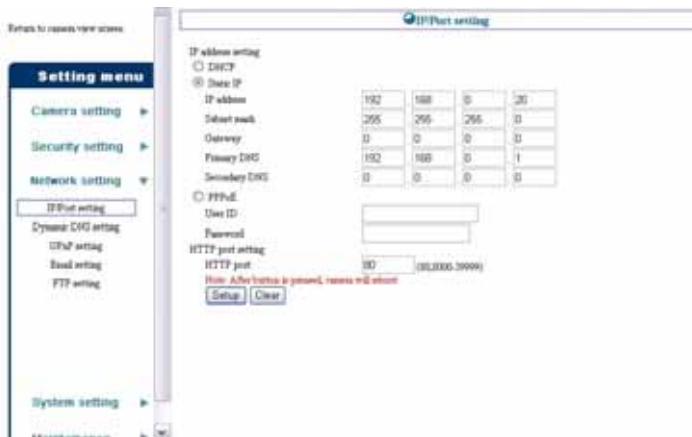 Return to camera view screen
IP/Port setting
Setting menu
Camera setting
Security setting
Network setting
IP/Port setting
Dynamic DNS setting
UPnP setting
Email setting
FTP setting
System setting
Maintenance
IP address setting
DHCP
Static IP
IP address 192 168 0 20
Subnet mask 255 255 255 0
Gateway 0 0 0 0
Primary DNS 192 168 0 1
Secondary DNS 0 0 0 0
PPPoE
User ID
Password
HTTP port setting
HTTP port 80 (80,8000-39999)
Note: After button is pressed, camera will reboot
Setup Clear